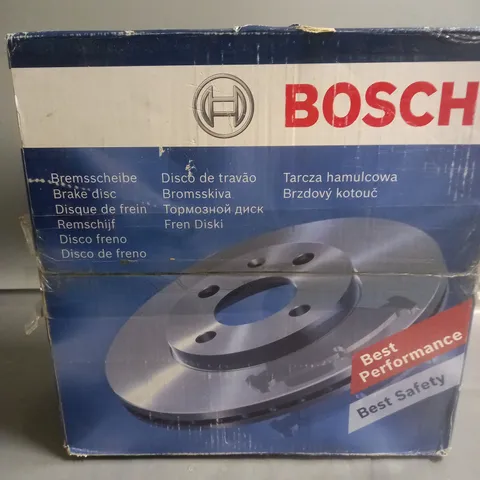 BOSCH
Bremsscheibe
Brake disc
Disque de frein
Remschijf
Disco freno
Disco de freno
Disco de travão
Bromsskiva
Тормозной диск
Fren Diski
Tarcza hamulcowa
Brzdový kotouč
Best
Performance
Best Safety